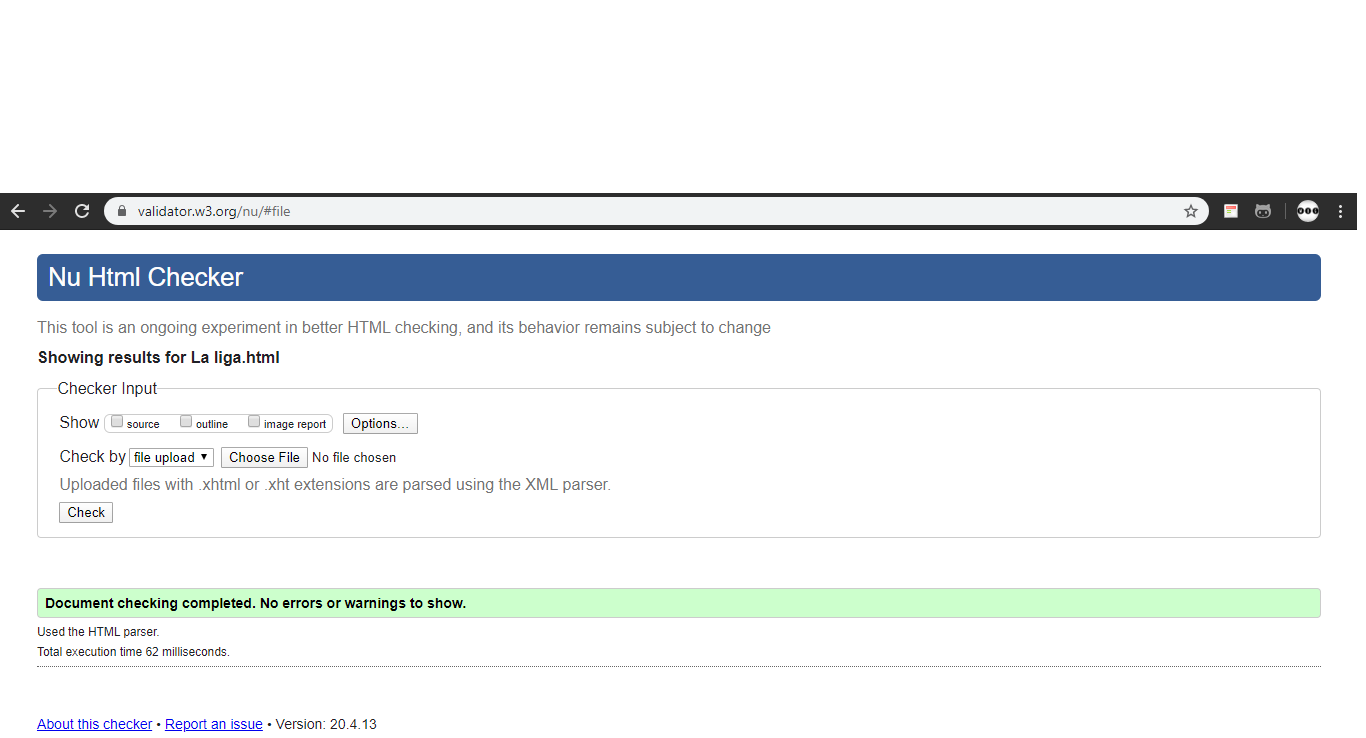 validator.w3.org/nu/#file
Nu Html Checker
This tool is an ongoing experiment in better HTML checking, and its behavior remains subject to change
Showing results for La liga.html
Checker Input
Show source outline image report Options...
Check by file upload Choose File No file chosen
Uploaded files with .xhtml or .xht extensions are parsed using the XML parser.
Check
Document checking completed. No errors or warnings to show.
Used the HTML parser.
Total execution time 62 milliseconds.
About this checker • Report an issue • Version: 20.4.13